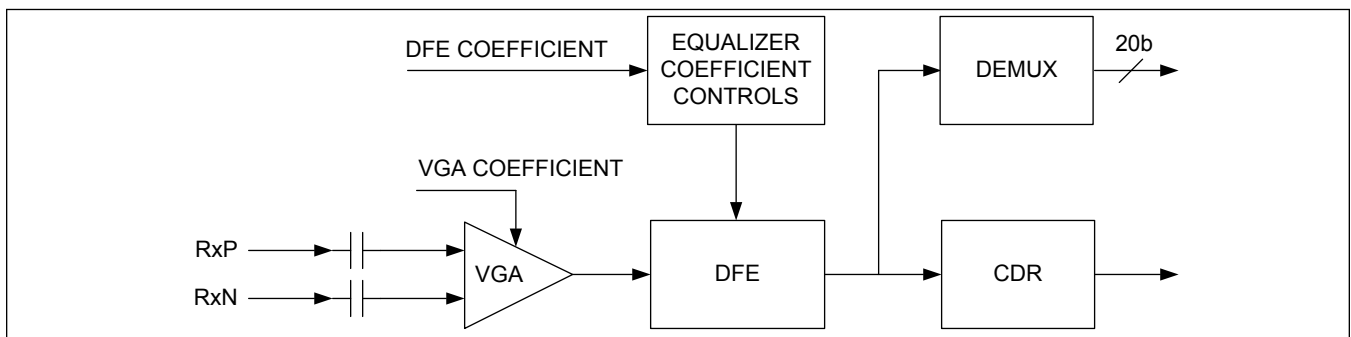 DFE COEFFICIENT
EQUALIZER
COEFFICIENT
CONTROLS
20b
DEMUX
VGA COEFFICIENT
RxP
RxN
VGA
DFE
CDR